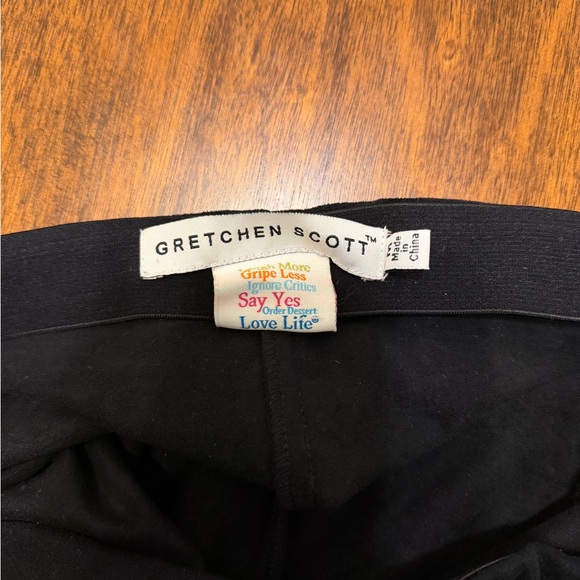 GRETCHEN SCOTT™
More
Gripe Less
Ignore Critics
Say Yes
Order Dessert
Love Life®
Made
in
China